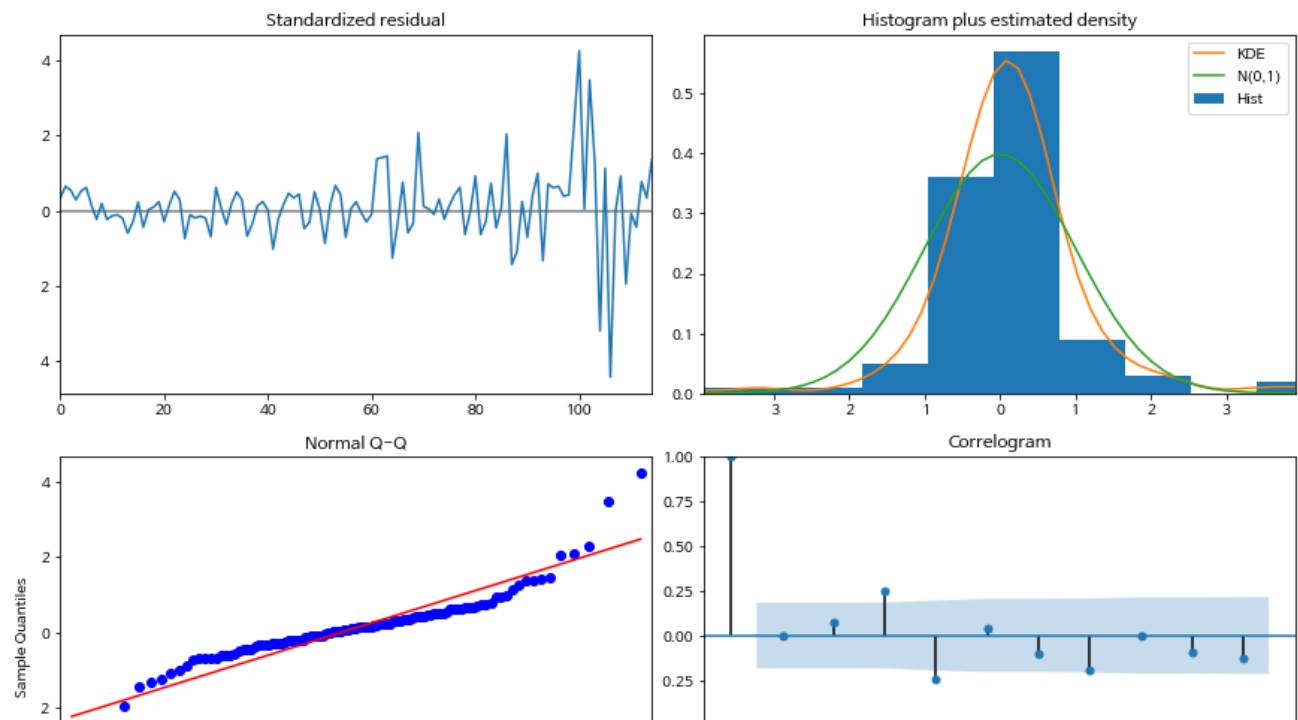 Standardized residual
4
2
0
2
4
0 20 40 60 80 100
Histogram plus estimated density
KDE
N(0,1)
Hist
0.5
0.4
0.3
0.2
0.1
0.0
3 2 1 0 1 2 3
Normal Q-Q
Sample Quantiles
4
2
0
2
Correlogram
1.00
0.75
0.50
0.25
0.00
0.25